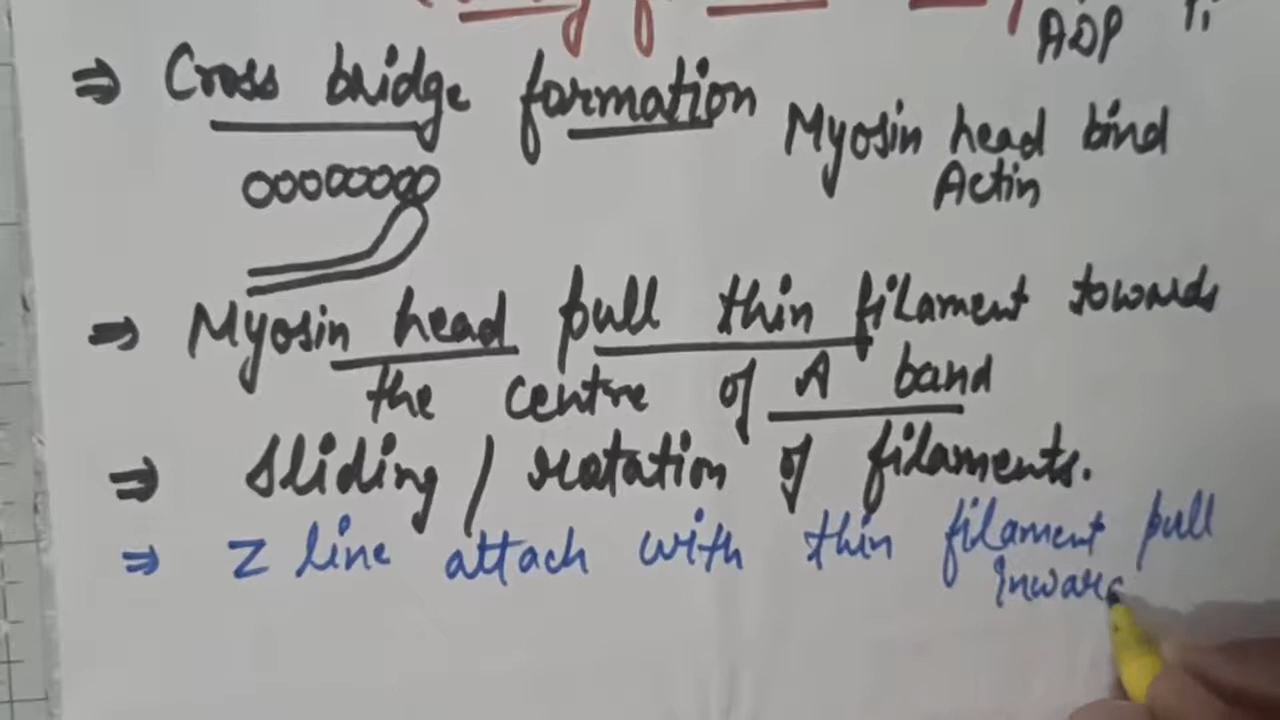 ADP Pi
⇒ Cross bridge formation
Myosin head bind
Actin
⇒ Myosin head pull thin filament towards
the centre of A band
⇒ Sliding / rotation of filaments.
⇒ Z line attach with thin filament pull
Inward